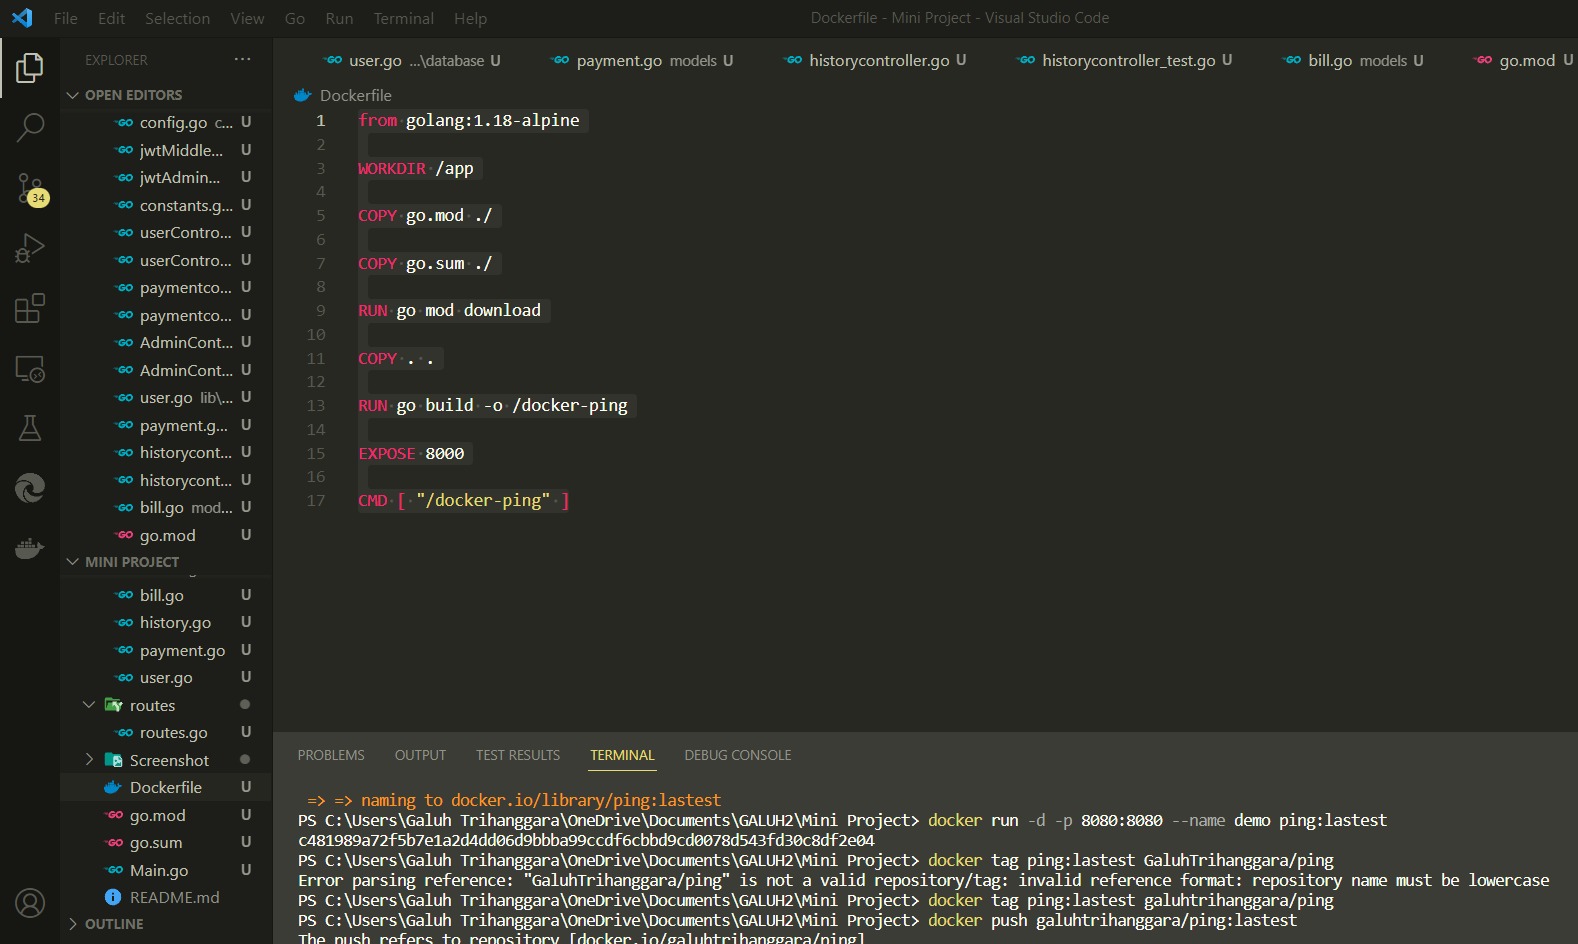 File Edit Selection View Go Run Terminal Help
Dockerfile - Mini Project - Visual Studio Code
EXPLORER ...
OPEN EDITORS
config.go c... U
jwtMiddle... U
jwtAdmin... U
constants.g... U
userContro... U
userContro... U
paymentco... U
paymentco... U
AdminCont... U
AdminCont... U
user.go lib\... U
payment.g... U
historycont... U
historycont... U
bill.go mod... U
go.mod U
MINI PROJECT
bill.go U
history.go U
payment.go U
user.go U
routes
routes.go U
Screenshot
Dockerfile U
go.mod U
go.sum U
Main.go U
README.md
OUTLINE
34
user.go ...\database U
payment.go models U
historycontroller.go U
historycontroller_test.go U
bill.go models U
go.mod U
Dockerfile
1 from golang:1.18-alpine
2
3 WORKDIR /app
4
5 COPY go.mod ./
6
7 COPY go.sum ./
8
9 RUN go mod download
10
11 COPY . .
12
13 RUN go build -o /docker-ping
14
15 EXPOSE 8000
16
17 CMD [ "/docker-ping" ]
PROBLEMS OUTPUT TEST RESULTS TERMINAL DEBUG CONSOLE
=> => naming to docker.io/library/ping:lastest
PS C:\Users\Galuh Trihanggara\OneDrive\Documents\GALUH2\Mini Project> docker run -d -p 8080:8080 --name demo ping:lastest
c481989a72f5b7e1a2d4dd06d9bbba99ccdf6cbbd9cd0078d543fd30c8df2e04
PS C:\Users\Galuh Trihanggara\OneDrive\Documents\GALUH2\Mini Project> docker tag ping:lastest GaluhTrihanggara/ping
Error parsing reference: "GaluhTrihanggara/ping" is not a valid repository/tag: invalid reference format: repository name must be lowercase
PS C:\Users\Galuh Trihanggara\OneDrive\Documents\GALUH2\Mini Project> docker tag ping:lastest galuhtrihanggara/ping
PS C:\Users\Galuh Trihanggara\OneDrive\Documents\GALUH2\Mini Project> docker push galuhtrihanggara/ping:lastest
The push refers to repository [docker.io/galuhtrihanggara/ping]